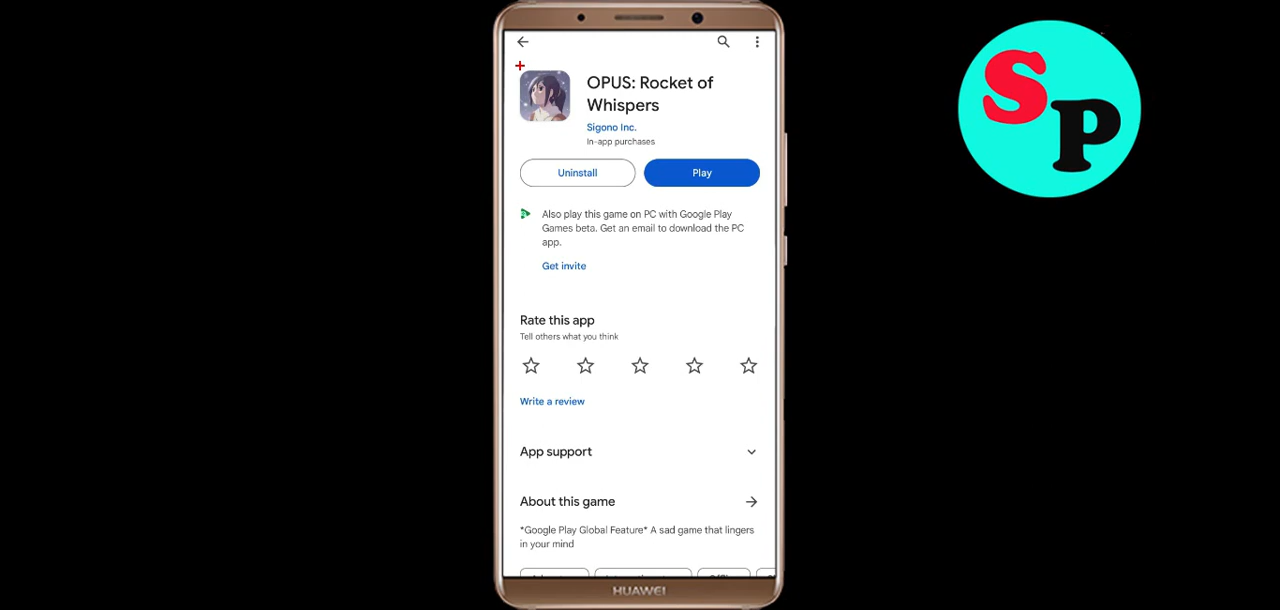 SP
OPUS: Rocket of
Whispers
Sigono Inc.
In-app purchases
Uninstall
Play
Also play this game on PC with Google Play
Games beta. Get an email to download the PC
app.
Get invite
Rate this app
Tell others what you think
Write a review
App support
About this game
*Google Play Global Feature* A sad game that lingers
in your mind
HUAWEI